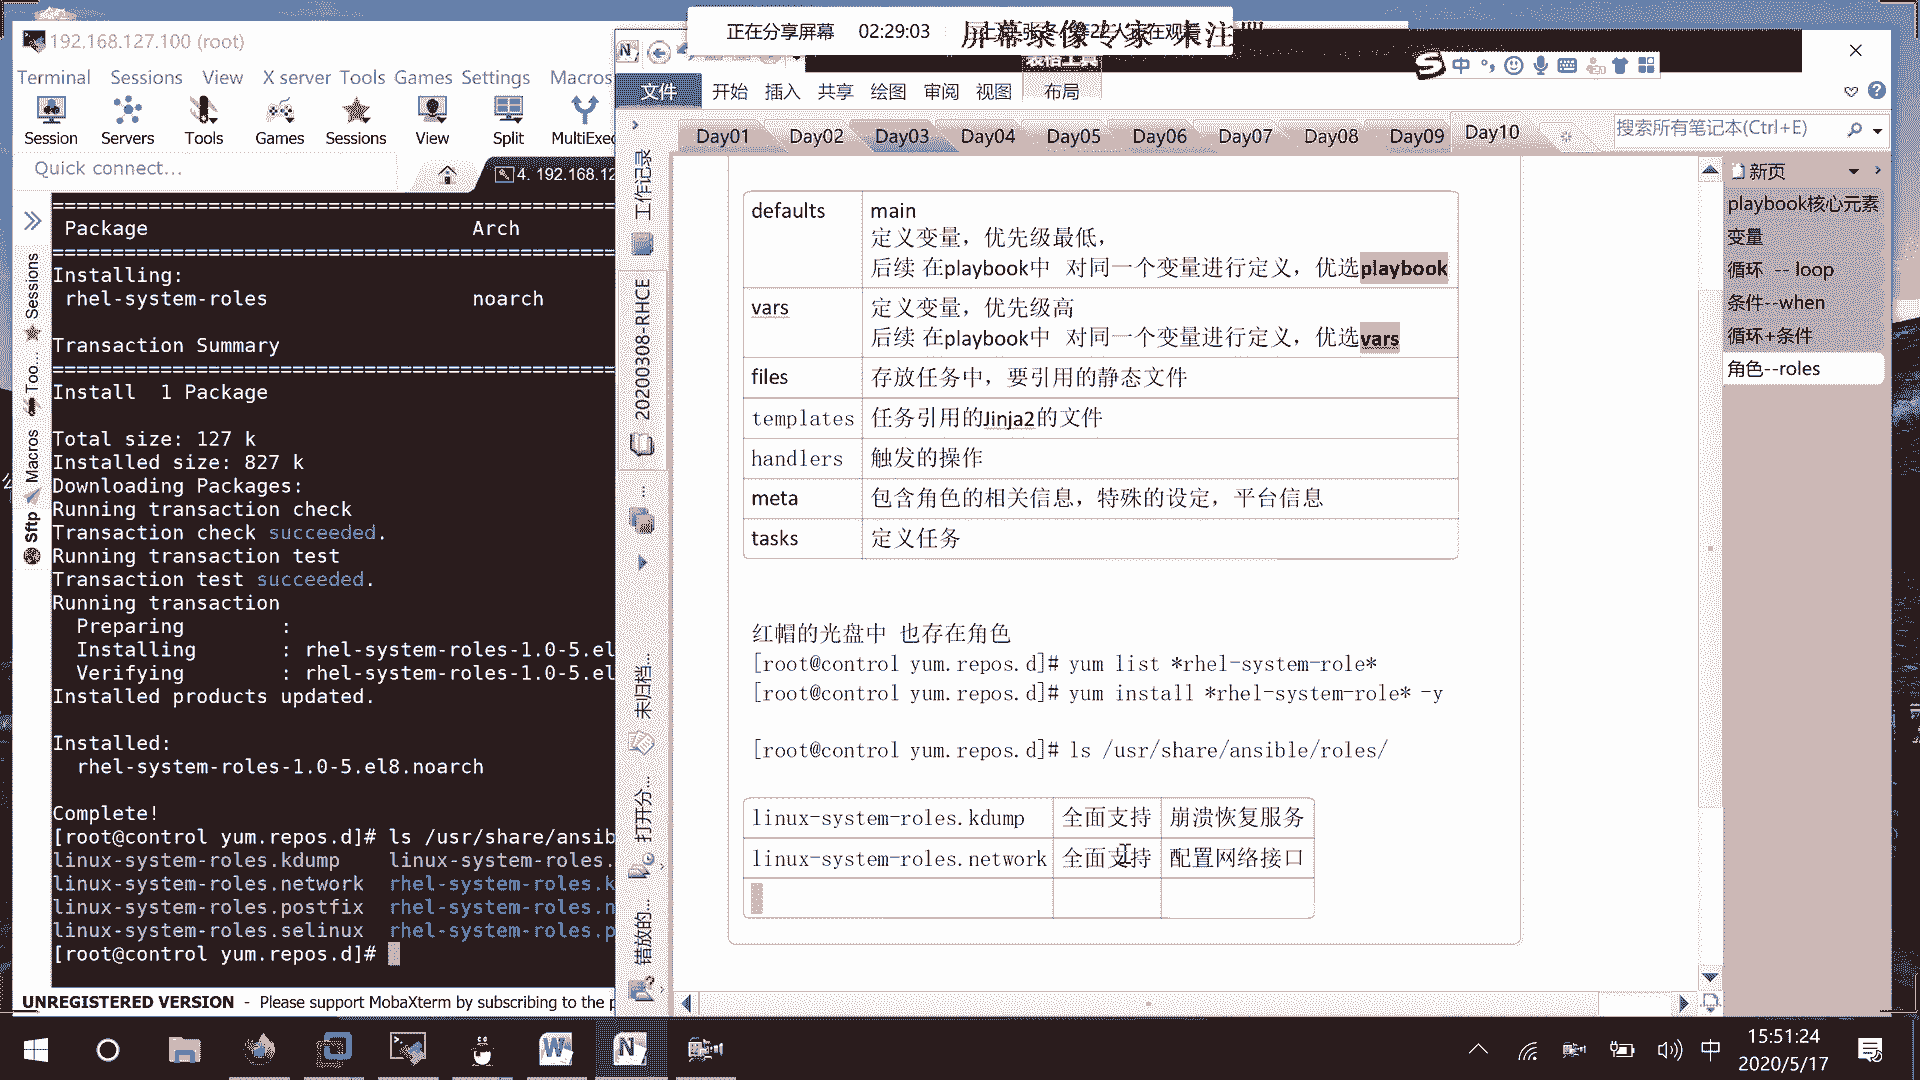 正在分享屏幕 02:29:03
屏幕录像专家 未注册
192.168.127.100 (root)
Terminal Sessions View X server Tools Games Settings Macros
Session Servers Tools Games Sessions View Split MultiExec
Quick connect...
4. 192.168.12
Sessions
Too...
Macros
Sftp
Package Arch
Installing:
rhel-system-roles noarch
Transaction Summary
Install 1 Package
Total size: 127 k
Installed size: 827 k
Downloading Packages:
Running transaction check
Transaction check succeeded.
Running transaction test
Transaction test succeeded.
Running transaction
Preparing :
Installing : rhel-system-roles-1.0-5.el
Verifying : rhel-system-roles-1.0-5.el
Installed products updated.
Installed:
rhel-system-roles-1.0-5.el8.noarch
Complete!
[root@control yum.repos.d]# ls /usr/share/ansib
linux-system-roles.kdump linux-system-roles.
linux-system-roles.network rhel-system-roles.k
linux-system-roles.postfix rhel-system-roles.n
linux-system-roles.selinux rhel-system-roles.p
[root@control yum.repos.d]#
UNREGISTERED VERSION - Please support MobaXterm by subscribing to the p
文件 开始 插入 共享 绘图 审阅 视图 布局
中
Day01 Day02 Day03 Day04 Day05 Day06 Day07 Day08 Day09 Day10
搜索所有笔记本(Ctrl+E)
工作记录
20200308-RHCE
...
未归档...
打开分...
错放的...
defaults main
定义变量，优先级最低，
后续 在playbook中 对同一个变量进行定义，优选playbook
vars 定义变量，优先级高
后续 在playbook中 对同一个变量进行定义，优选vars
files 存放任务中，要引用的静态文件
templates 任务引用的Jinja2的文件
handlers 触发的操作
meta 包含角色的相关信息，特殊的设定，平台信息
tasks 定义任务
红帽的光盘中 也存在角色
[root@control yum.repos.d]# yum list *rhel-system-role*
[root@control yum.repos.d]# yum install *rhel-system-role* -y
[root@control yum.repos.d]# ls /usr/share/ansible/roles/
linux-system-roles.kdump 全面支持 崩溃恢复服务
linux-system-roles.network 全面支持 配置网络接口
新页
playbook核心元素
变量
循环 -- loop
条件--when
循环+条件
角色--roles
中
15:51:24
2020/5/17